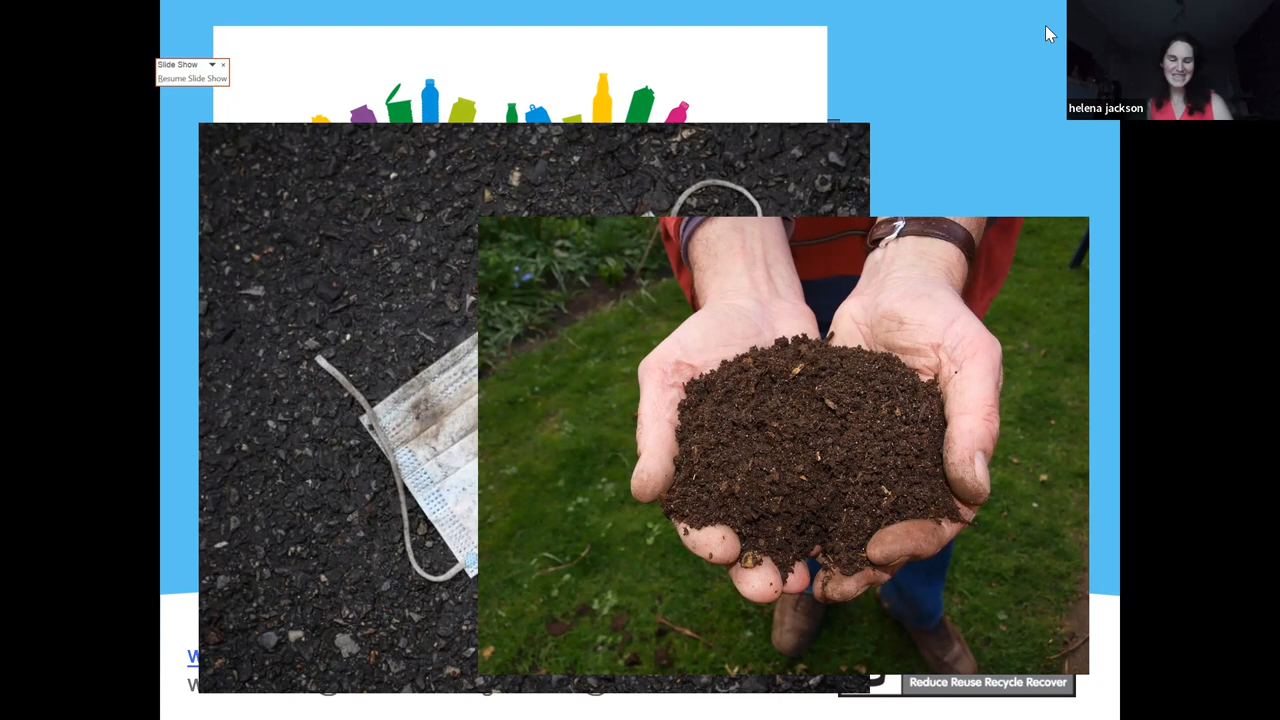 Slide Show
Resume Slide Show
helena jackson
Reduce Reuse Recycle Recover